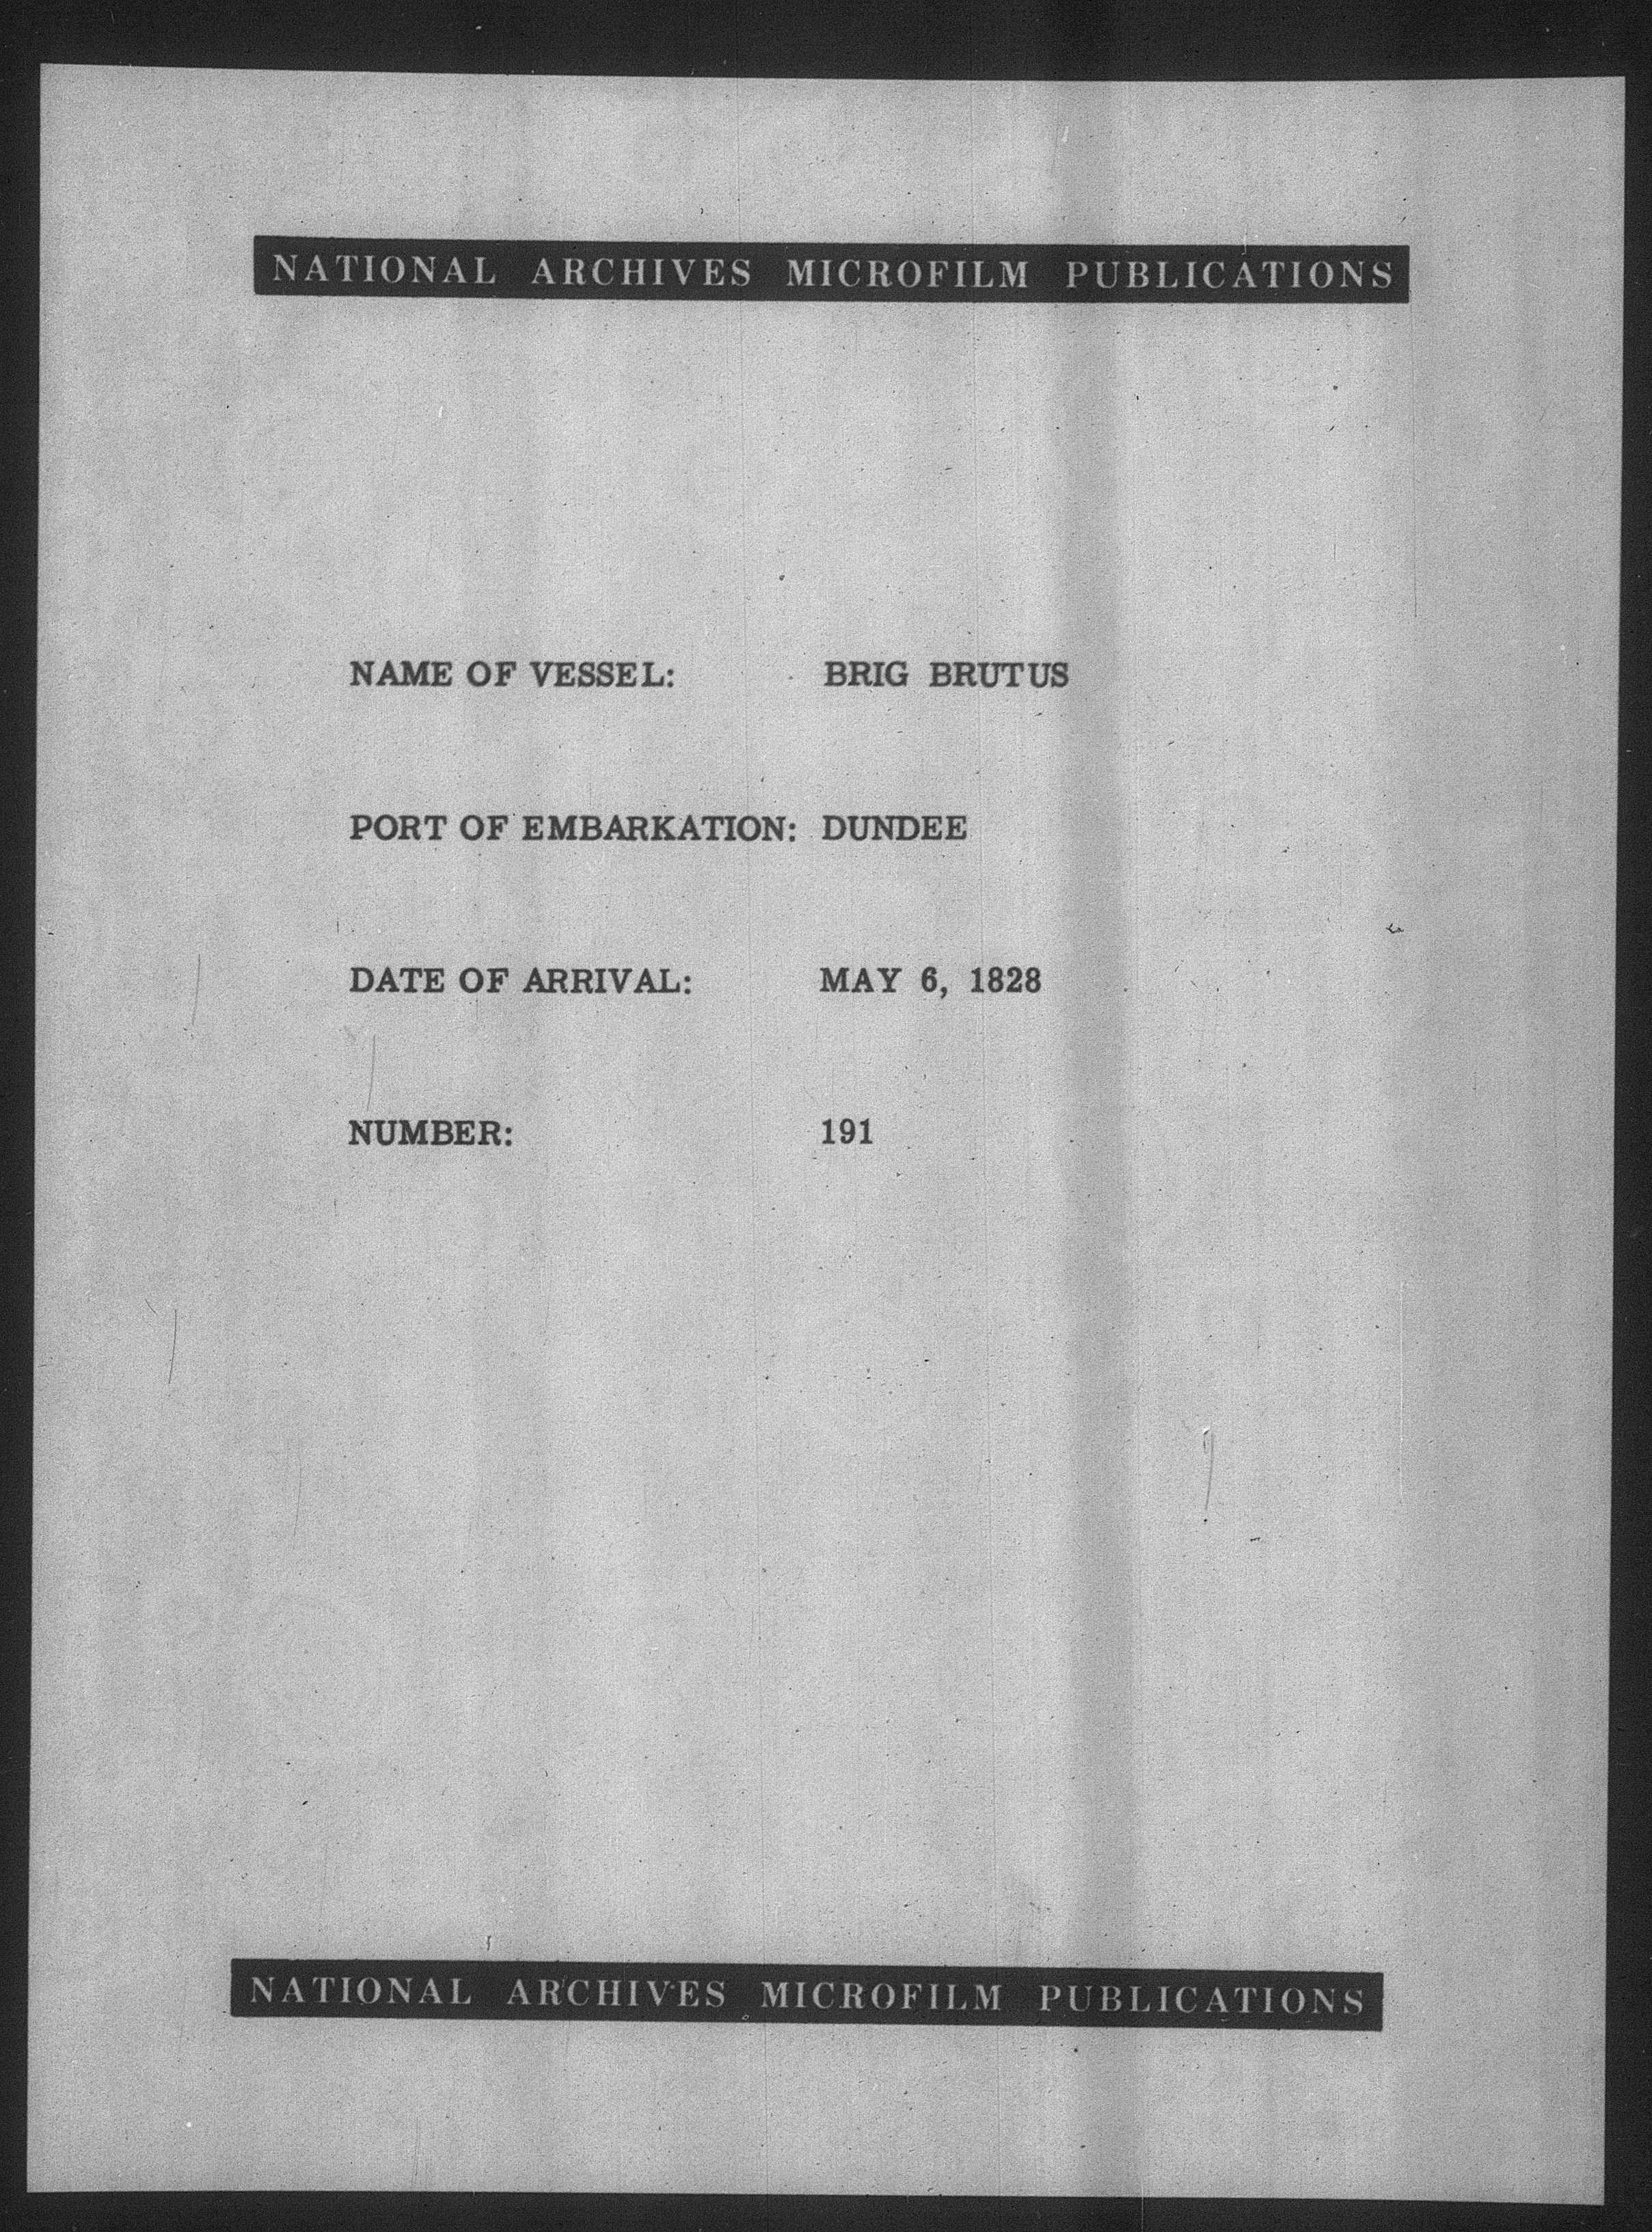 NATIONAL ARCHIVES MICROFILM PUBLICATIONS
NAME OF VESSEL: BRIG BRUTUS
PORT OF EMBARKATION: DUNDEE
DATE OF ARRIVAL: MAY 6, 1828
NUMBER: 191
NATIONAL ARCHIVES MICROFILM PUBLICATIONS